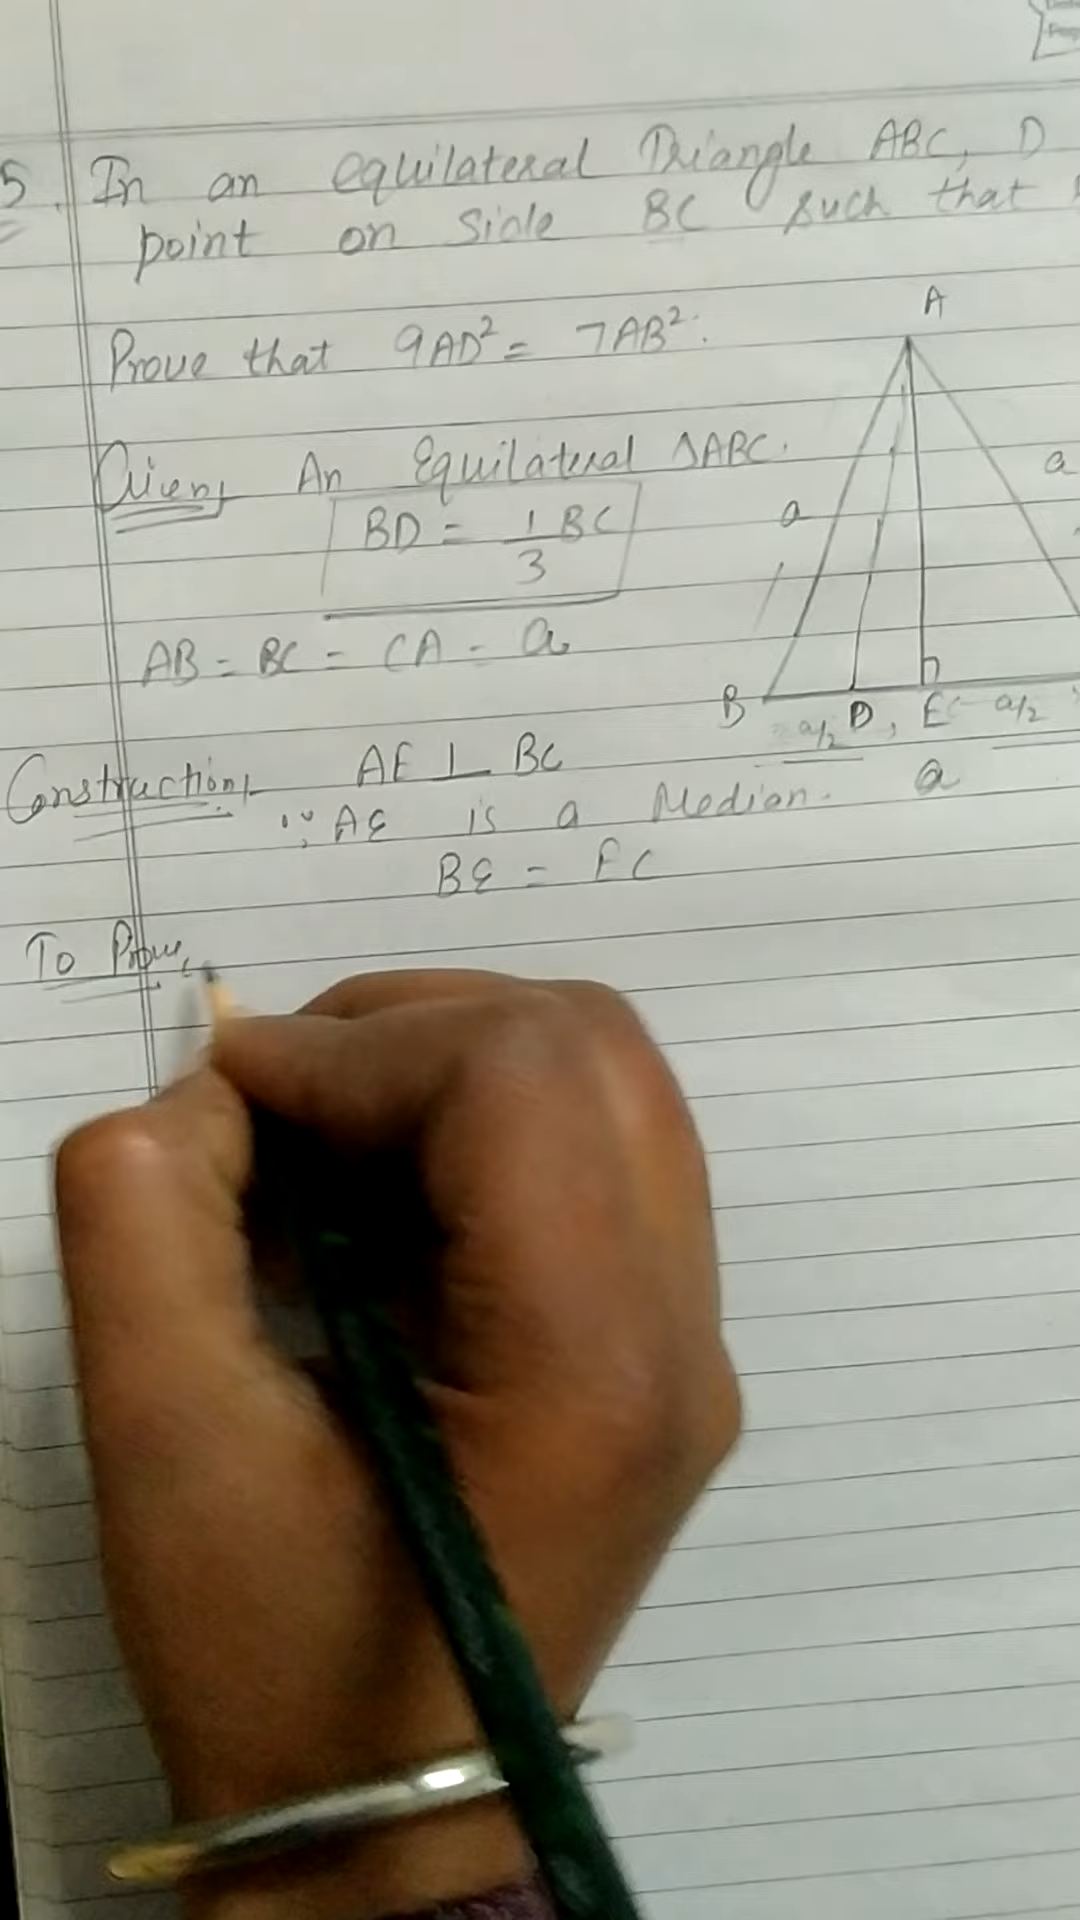 5. In an equilateral Triangle ABC, D
point on side BC such that
Prove that 9AD² = 7AB².
Given, An Equilateral ΔABC.
BD = 1/3 BC
AB = BC = CA = a
A
a
a
B
D, E
a/2
a/2
a
Construction, AE ⊥ BC
∵ AE is a Median.
BE = EC
To Prove,